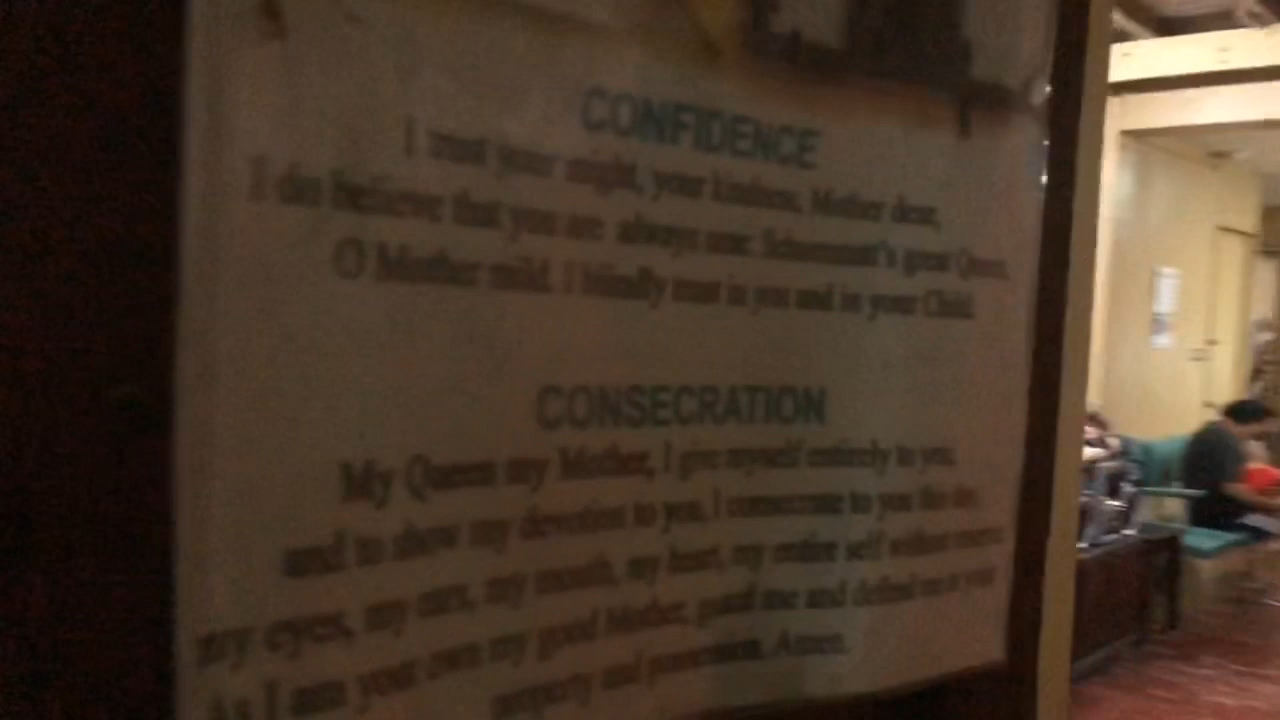 CONFIDENCE
I trust your might, your kindness, Mother dear,
I do believe that you are always near. Schoenstatt's great Queen,
O Mother mild. I blindly trust in you and in your Child.
CONSECRATION
My Queen my Mother, I give myself entirely to you,
and to show my devotion to you, I consecrate to you this day
my eyes, my ears, my mouth, my heart, my entire self without reserve.
As I am your own my good Mother, guard me and defend me as your
property and possession, Amen.